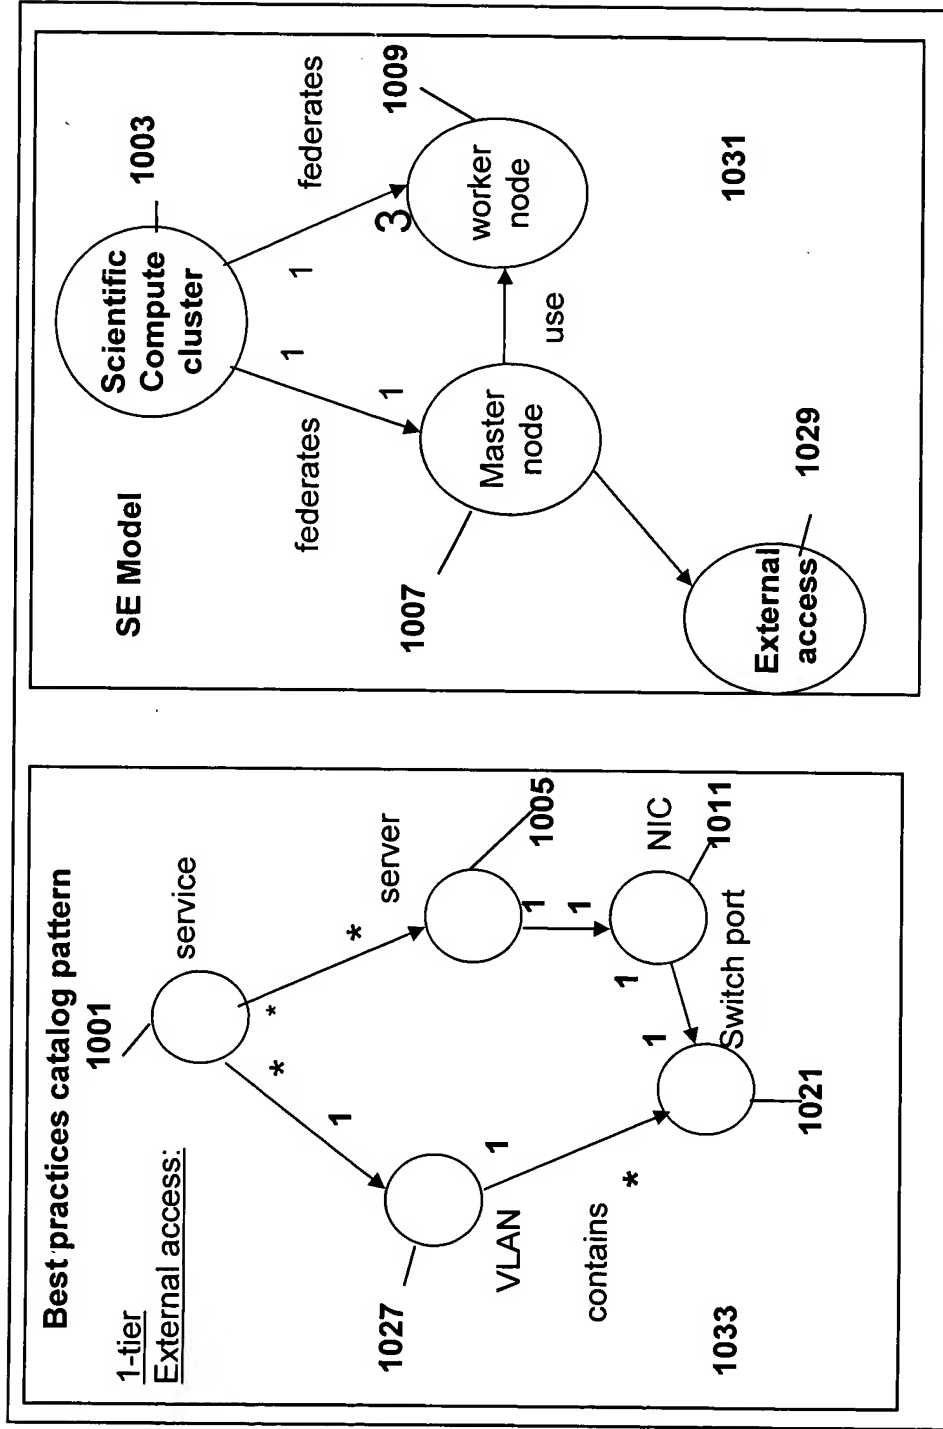 Best practices catalog pattern
1-tier
External access:
1001
service
*
*
*
1
server
1005
1
1
NIC
1011
1
1
Switch port
1021
1027
VLAN
1
contains
*
1033
SE Model
Scientific
Compute
cluster
1003
federates
1
1
federates
1
3
1007
Master
node
use
worker
node
1009
External
access
1029
1031